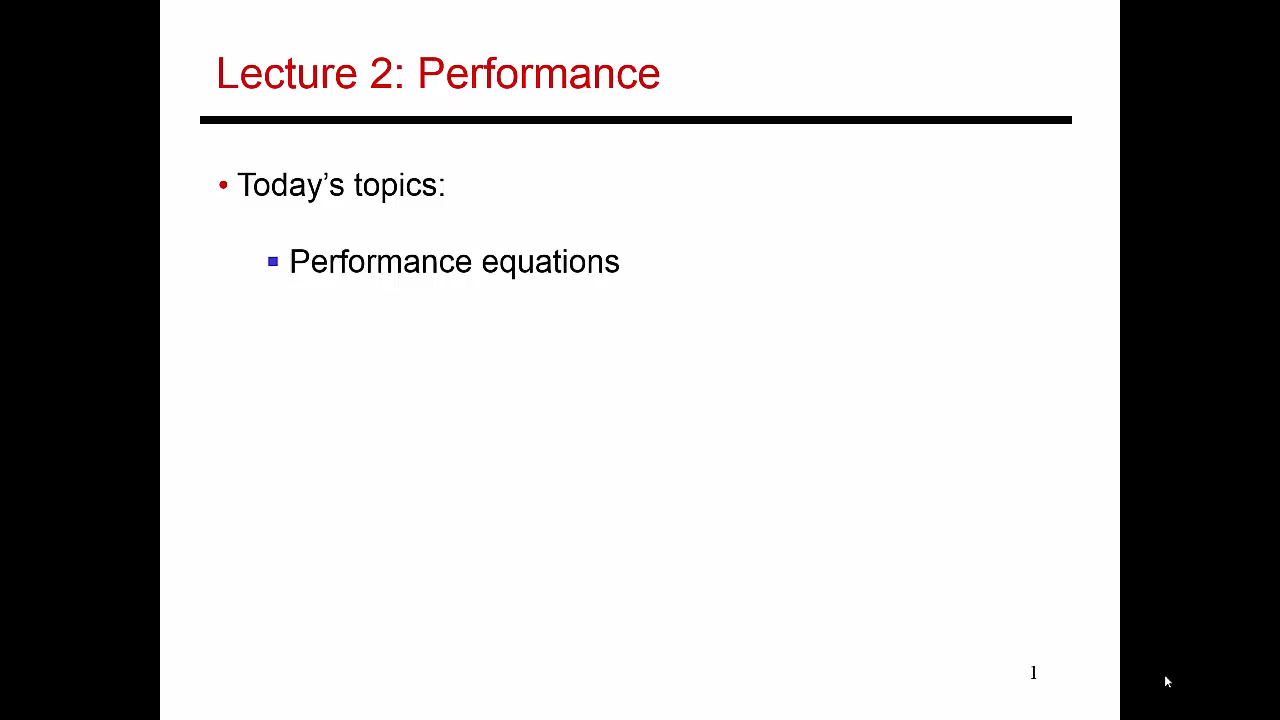 Lecture 2: Performance
• Today’s topics:
▪ Performance equations
1